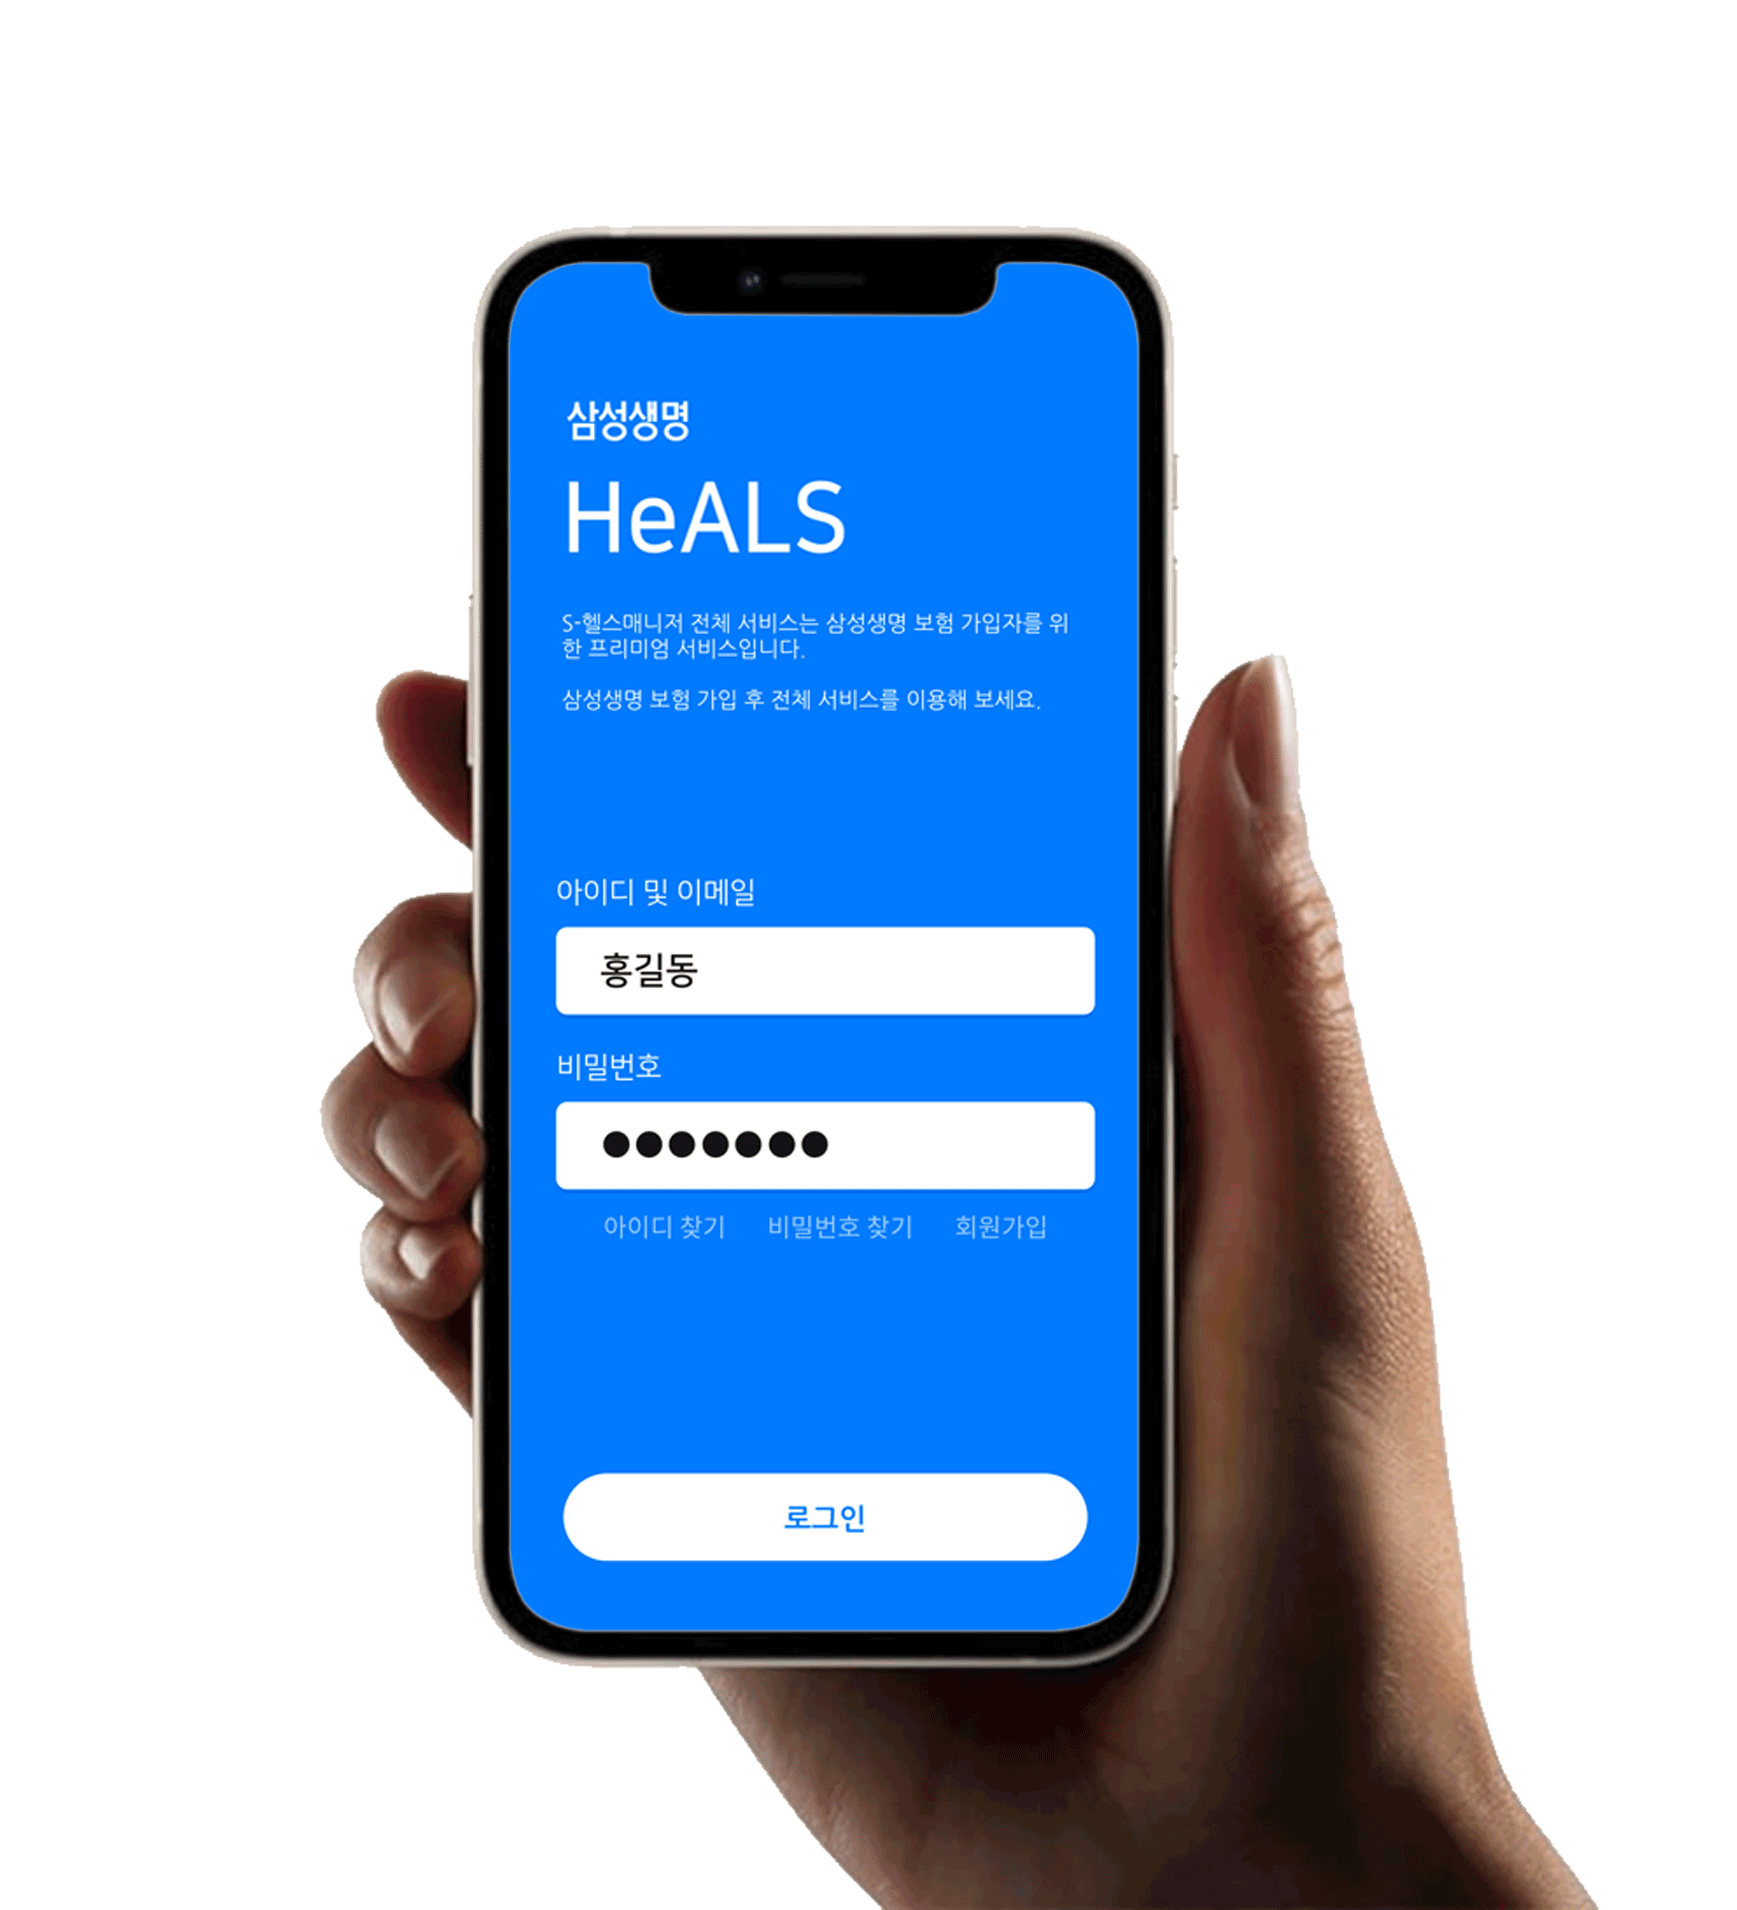 삼성생명
HeALS
S-헬스매니저 전체 서비스는 삼성생명 보험 가입자를 위
한 프리미엄 서비스입니다.
삼성생명 보험 가입 후 전체 서비스를 이용해 보세요.
아이디 및 이메일
홍길동
비밀번호
●●●●●●●
아이디 찾기 비밀번호 찾기 회원가입
로그인